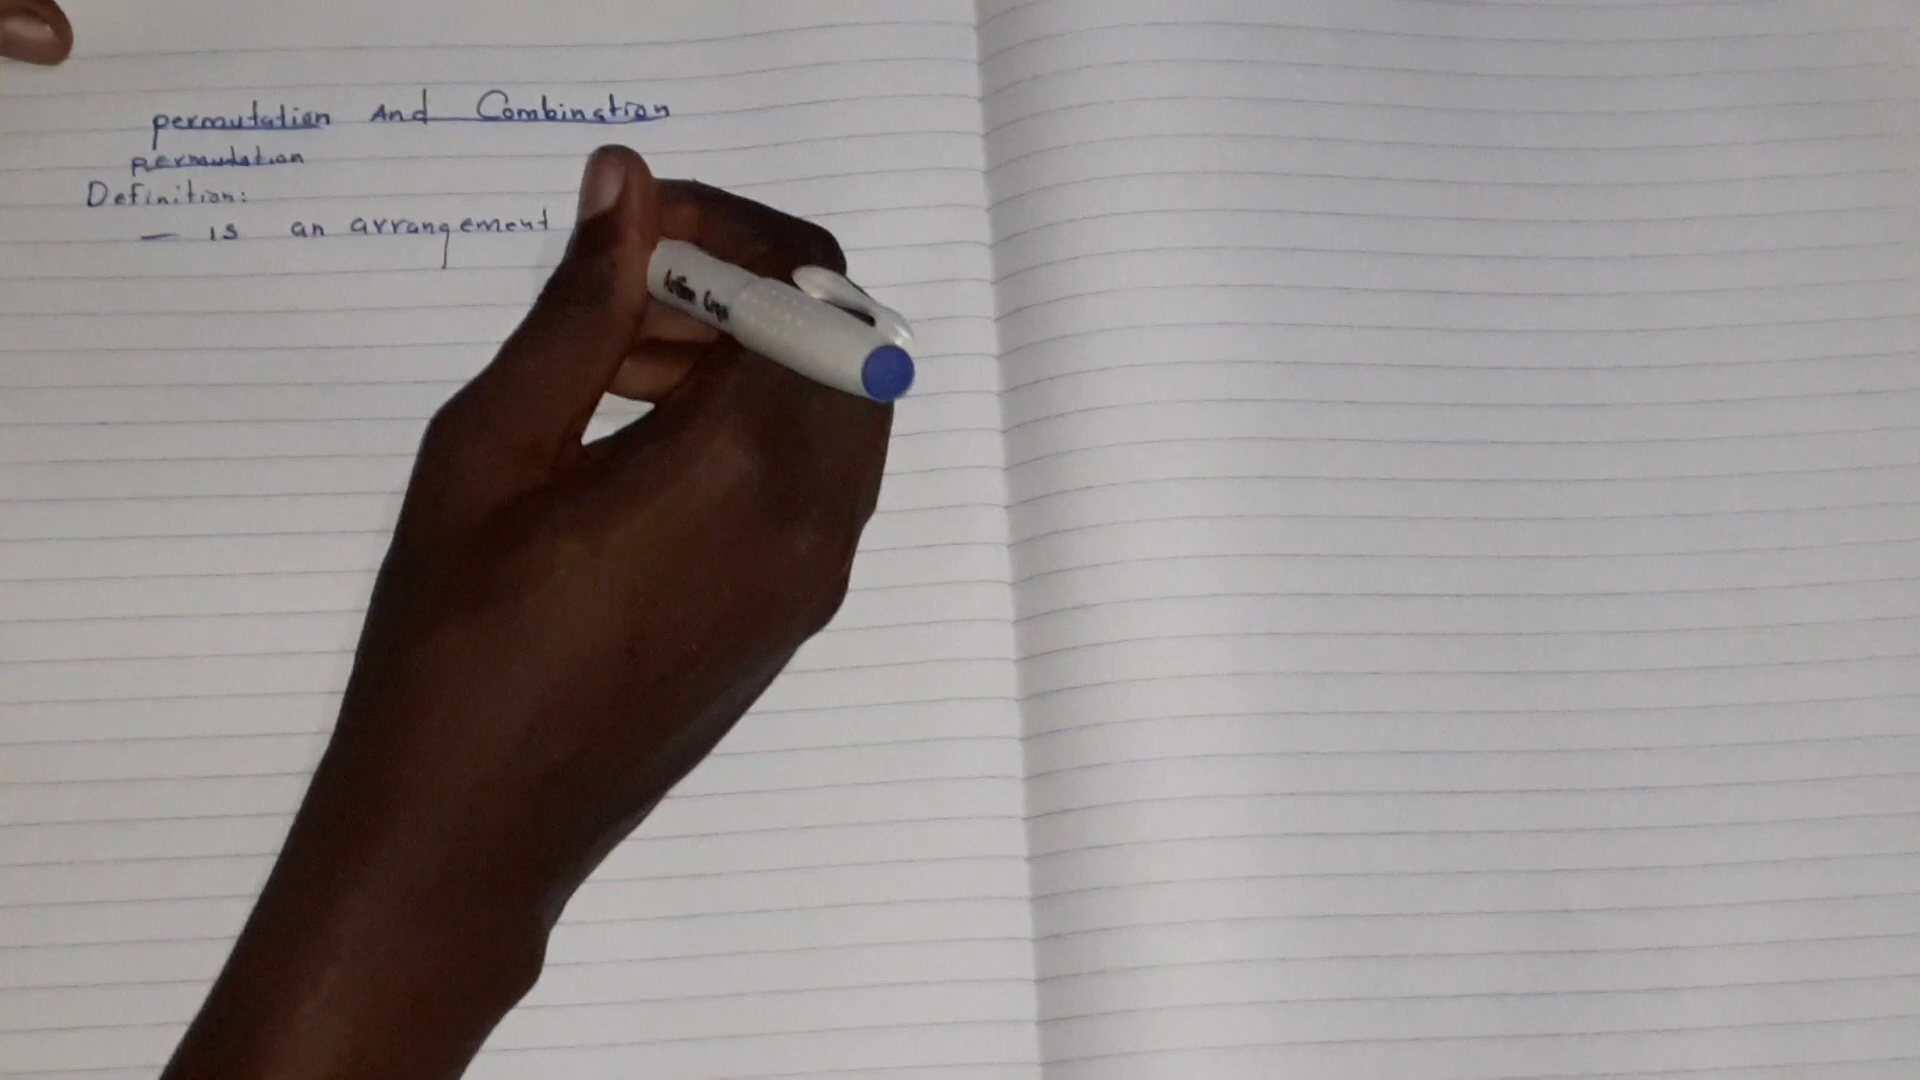 permutation And Combination
permutation
Definition:
— is an arrangement